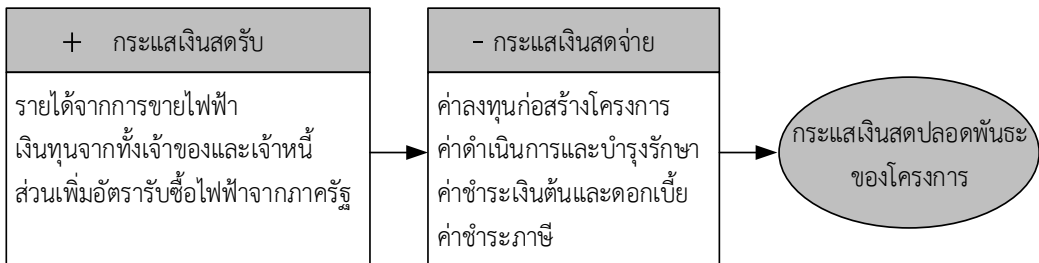 + กระแสเงินสดรับ
รายได้จากการขายไฟฟ้า
เงินทุนจากทั้งเจ้าของและเจ้าหนี้
ส่วนเพิ่มอัตรารับซื้อไฟฟ้าจากภาครัฐ
- กระแสเงินสดจ่าย
ค่าลงทุนก่อสร้างโครงการ
ค่าดำเนินการและบำรุงรักษา
ค่าชำระเงินต้นและดอกเบี้ย
ค่าชำระภาษี
กระแสเงินสดปลอดพันธะ
ของโครงการ